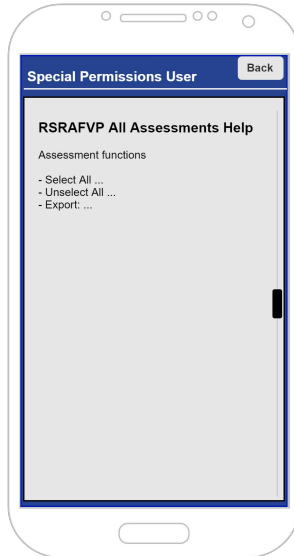 Special Permissions User
Back
RSRAFVP All Assessments Help
Assessment functions
- Select All ...
- Unselect All ...
- Export: ...